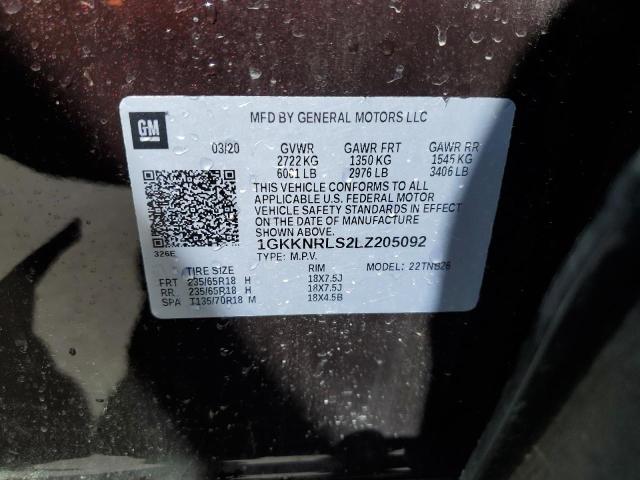 GM
MFD BY GENERAL MOTORS LLC
03/20 GVWR GAWR FRT GAWR RR
2722 KG 1350 KG 1545 KG
6001 LB 2976 LB 3406 LB
THIS VEHICLE CONFORMS TO ALL
APPLICABLE U.S. FEDERAL MOTOR
VEHICLE SAFETY STANDARDS IN EFFECT
ON THE DATE OF MANUFACTURE
SHOWN ABOVE.
1GKKNRLS2LZ205092
326E TYPE: M.P.V.
TIRE SIZE RIM MODEL: 22TNB26
FRT 235/65R18 H 18X7.5J
RR 235/65R18 H 18X7.5J
SPA T135/70R18 M 18X4.5B